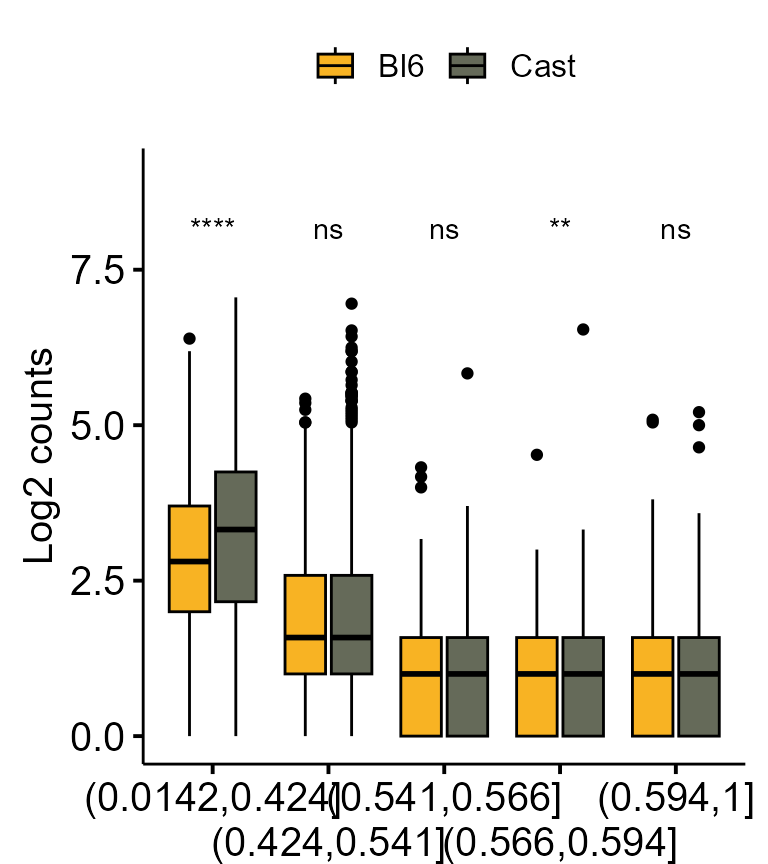 Bl6 Cast
**** ns ns ** ns
7.5
5.0
2.5
0.0
Log2 counts
(0.0142,0.424] (0.541,0.566] (0.594,1]
(0.424,0.541] (0.566,0.594]